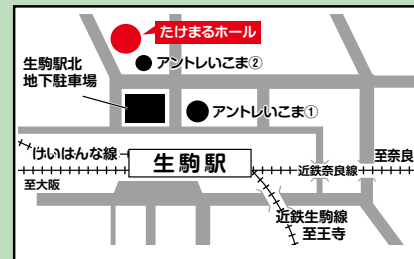 たけまるホール
アントレいこま②
生駒駅北
地下駐車場
アントレいこま①
けいはんな線
生駒駅
至奈良
近鉄奈良線
至大阪
近鉄生駒線
至王寺